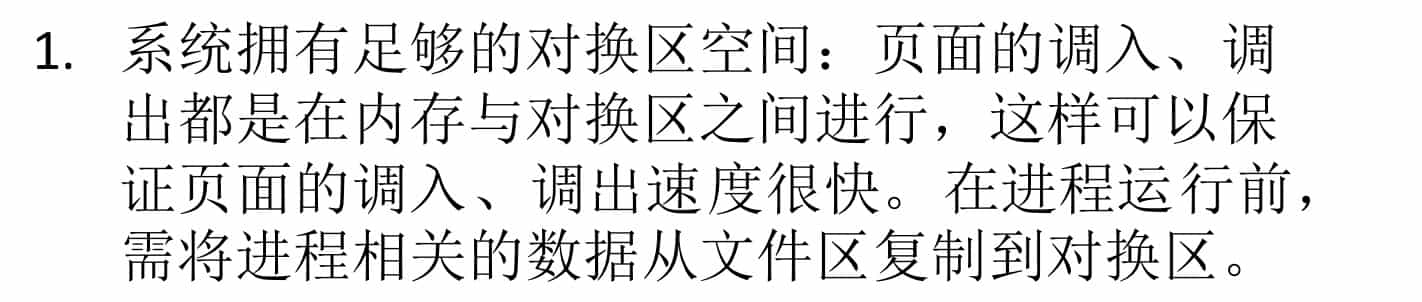 1. 系统拥有足够的对换区空间：页面的调入、调
出都是在内存与对换区之间进行，这样可以保
证页面的调入、调出速度很快。在进程运行前，
需将进程相关的数据从文件区复制到对换区。